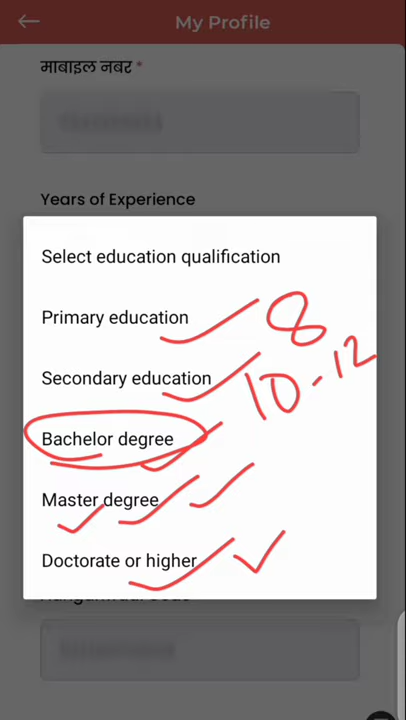 My Profile
माबाइल नबर *
Years of Experience
Select education qualification
Primary education 8
Secondary education 10-12
Bachelor degree
Master degree
Doctorate or higher